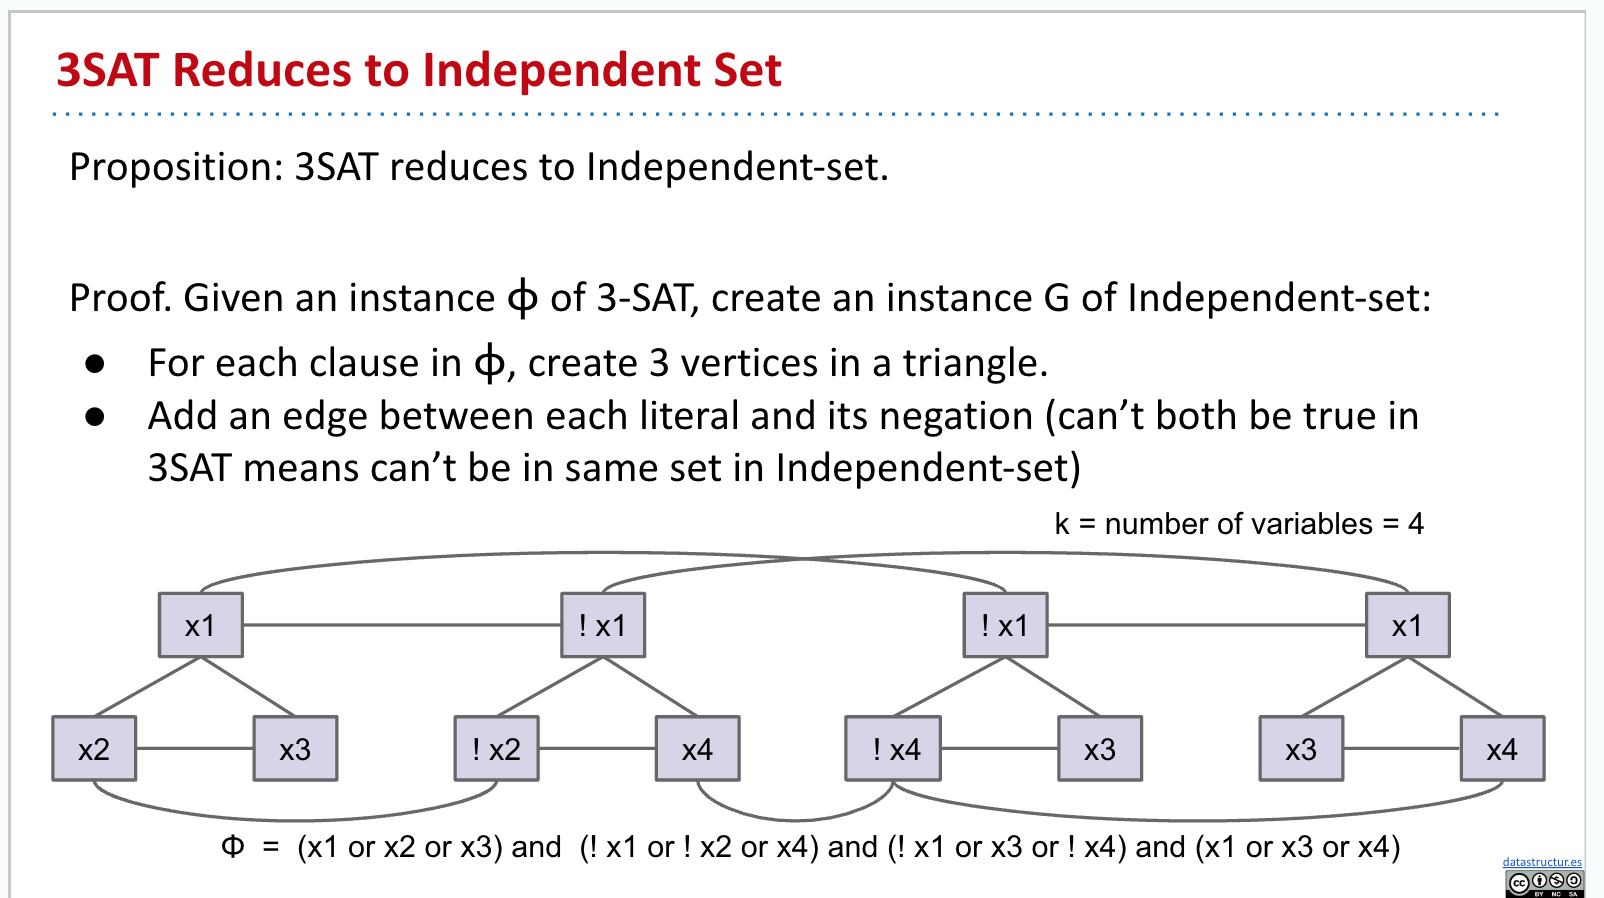 3SAT Reduces to Independent Set
Proposition: 3SAT reduces to Independent-set.
Proof. Given an instance ϕ of 3-SAT, create an instance G of Independent-set:
● For each clause in ϕ, create 3 vertices in a triangle.
● Add an edge between each literal and its negation (can’t both be true in
3SAT means can’t be in same set in Independent-set)
k = number of variables = 4
x1 ! x1 ! x1 x1
x2 x3 ! x2 x4 ! x4 x3 x3 x4
Φ = (x1 or x2 or x3) and (! x1 or ! x2 or x4) and (! x1 or x3 or ! x4) and (x1 or x3 or x4)
datastructur.es
cc
BY NC SA